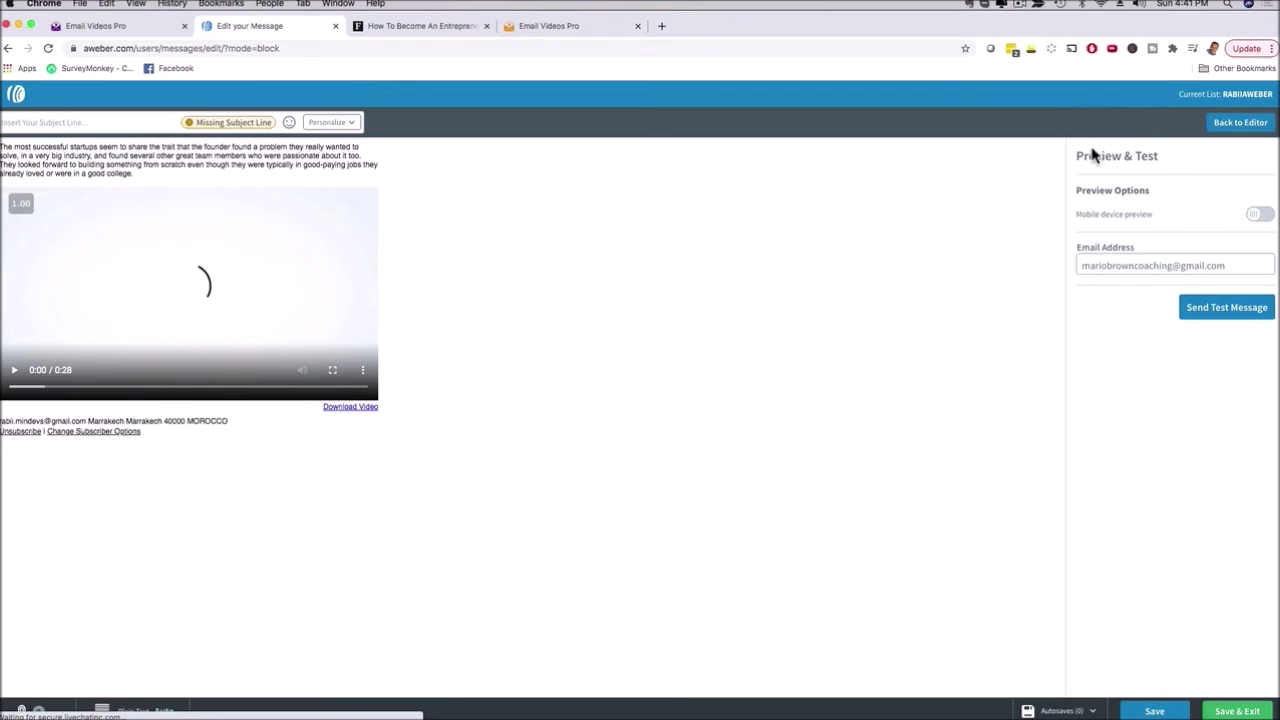 Chrome File Edit View History Bookmarks People Tab Window Help Sun 4:41 PM
Email Videos Pro Edit your Message How To Become An Entrepren Email Videos Pro
aweber.com/users/messages/edit/?mode=block Update
Apps SurveyMonkey - C... Facebook Other Bookmarks
Current List: RABIIAWEBER
Insert Your Subject Line... Missing Subject Line Personalize Back to Editor
The most successful startups seem to share the trait that the founder found a problem they really wanted to
solve, in a very big industry, and found several other great team members who were passionate about it too.
They looked forward to building something from scratch even though they were typically in good-paying jobs they
already loved or were in a good college.
Preview & Test
Preview Options
Mobile device preview
Email Address
mariobrowncoaching@gmail.com
Send Test Message
1.00
0:00 / 0:28
Download Video
rabii.mindevs@gmail.com Marrakech Marrakech 40000 MOROCCO
Unsubscribe | Change Subscriber Options
Autosaves (0) Save Save & Exit
Waiting for secure.livechatinc.com...